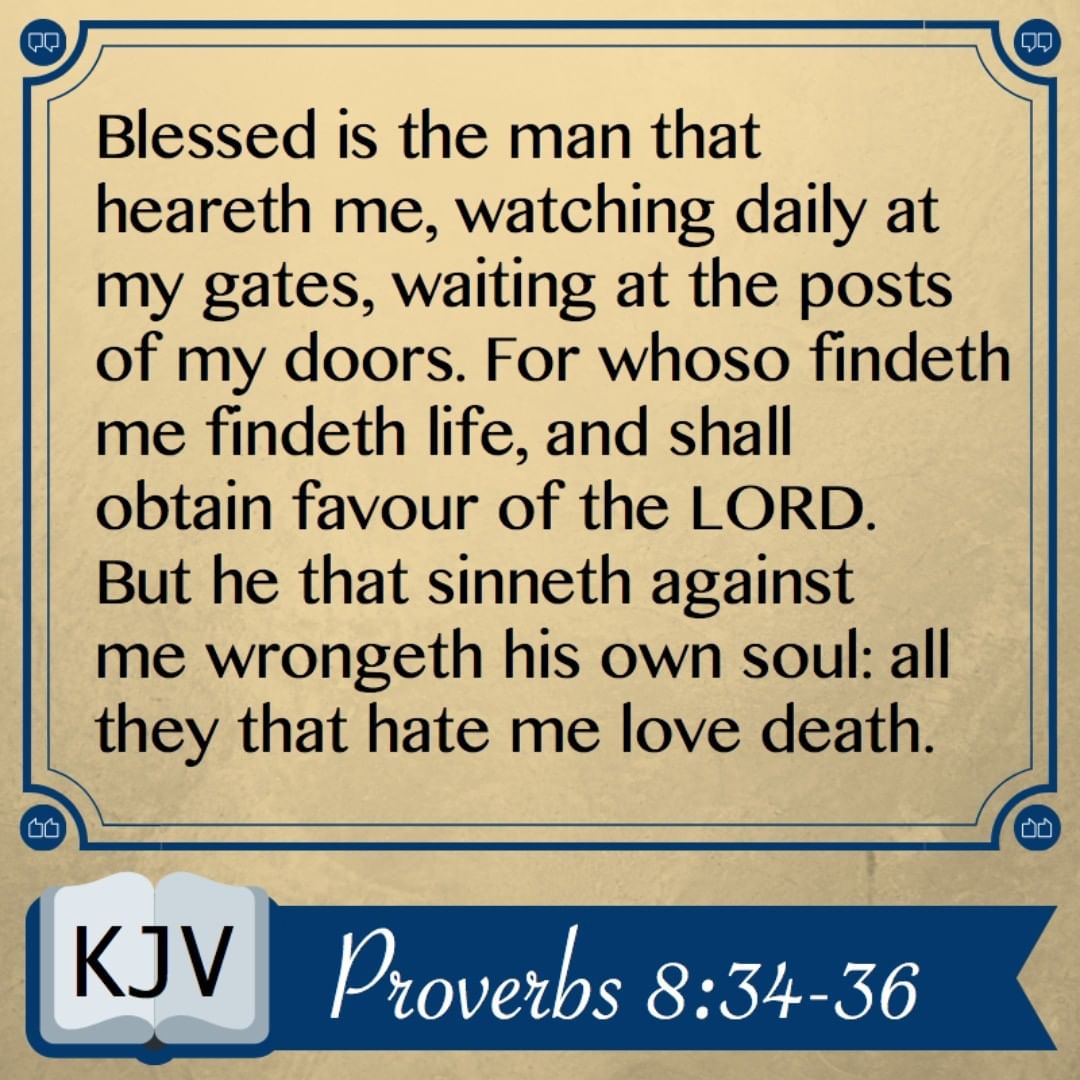 Blessed is the man that
heareth me, watching daily at
my gates, waiting at the posts
of my doors. For whoso findeth
me findeth life, and shall
obtain favour of the LORD.
But he that sinneth against
me wrongeth his own soul: all
they that hate me love death.
KJV
Proverbs 8:34-36